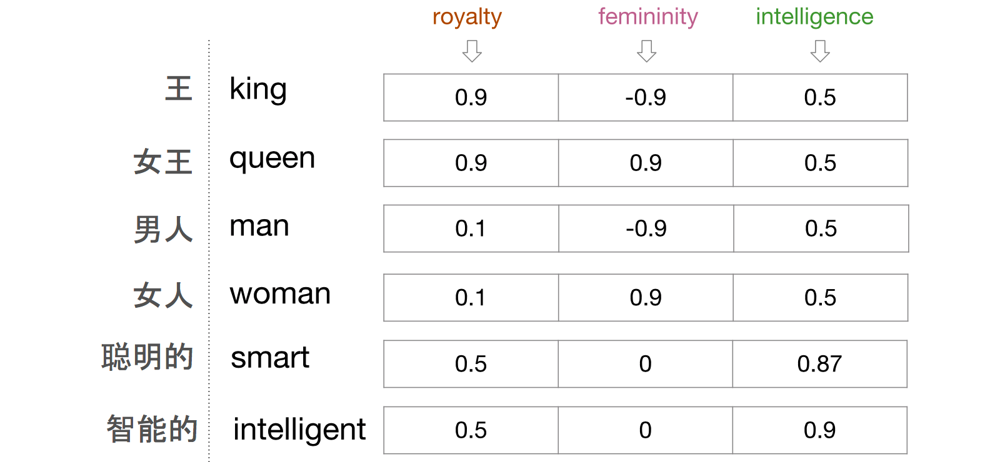 royalty femininity intelligence
王 king 0.9 -0.9 0.5
女王 queen 0.9 0.9 0.5
男人 man 0.1 -0.9 0.5
女人 woman 0.1 0.9 0.5
聪明的 smart 0.5 0 0.87
智能的 intelligent 0.5 0 0.9